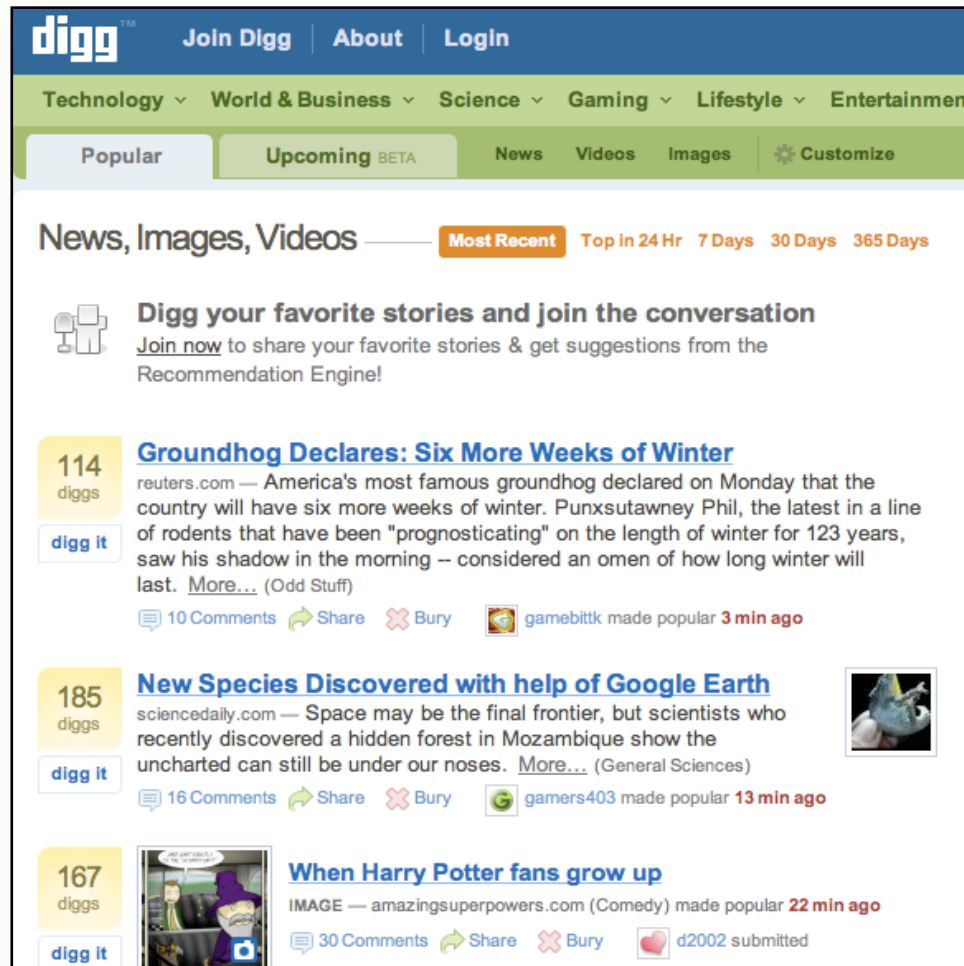 digg™ Join Digg About Login
Technology World & Business Science Gaming Lifestyle Entertainmen
Popular Upcoming BETA News Videos Images Customize
News, Images, Videos Most Recent Top in 24 Hr 7 Days 30 Days 365 Days
Digg your favorite stories and join the conversation
Join now to share your favorite stories & get suggestions from the
Recommendation Engine!
114
diggs
digg it
Groundhog Declares: Six More Weeks of Winter
reuters.com — America's most famous groundhog declared on Monday that the
country will have six more weeks of winter. Punxsutawney Phil, the latest in a line
of rodents that have been "prognosticating" on the length of winter for 123 years,
saw his shadow in the morning -- considered an omen of how long winter will
last. More... (Odd Stuff)
10 Comments Share Bury gamebittk made popular 3 min ago
185
diggs
digg it
New Species Discovered with help of Google Earth
sciencedaily.com — Space may be the final frontier, but scientists who
recently discovered a hidden forest in Mozambique show the
uncharted can still be under our noses. More... (General Sciences)
16 Comments Share Bury gamers403 made popular 13 min ago
167
diggs
digg it
When Harry Potter fans grow up
IMAGE — amazingsuperpowers.com (Comedy) made popular 22 min ago
30 Comments Share Bury d2002 submitted